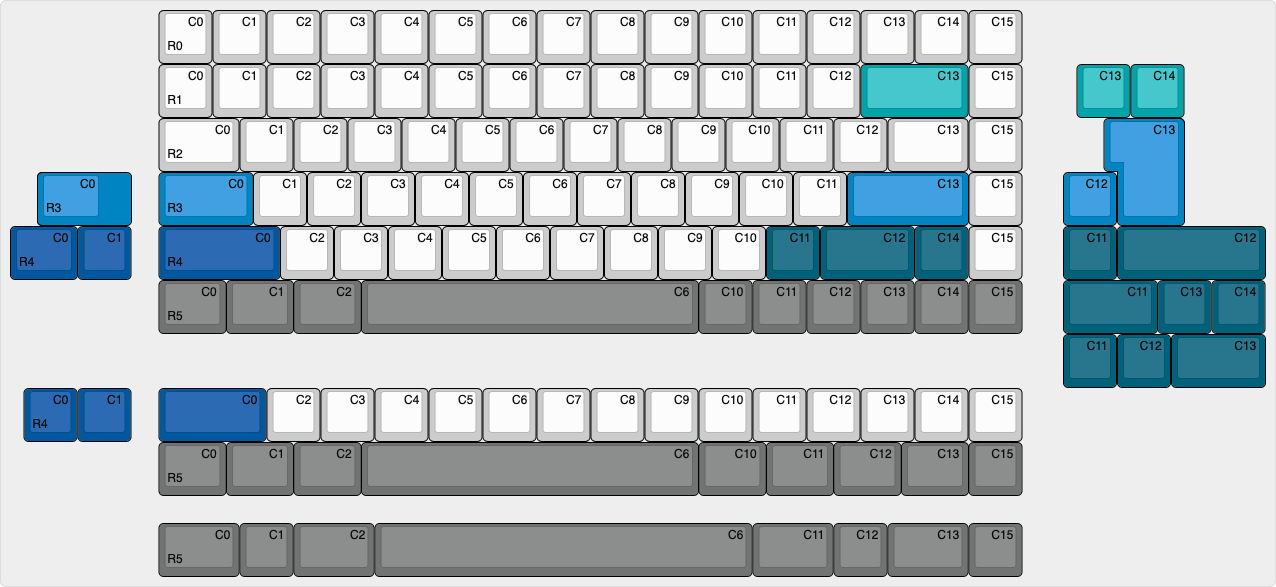 C0 C1 C2 C3 C4 C5 C6 C7 C8 C9 C10 C11 C12 C13 C14 C15
R0
C0 C1 C2 C3 C4 C5 C6 C7 C8 C9 C10 C11 C12 C13 C15 C13 C14
R1
C0 C1 C2 C3 C4 C5 C6 C7 C8 C9 C10 C11 C12 C13 C15 C13
R2
C0 C0 C1 C2 C3 C4 C5 C6 C7 C8 C9 C10 C11 C13 C15 C12
R3 R3
C0 C1 C0 C2 C3 C4 C5 C6 C7 C8 C9 C10 C11 C12 C14 C15 C11 C12
R4 R4
C0 C1 C2 C6 C10 C11 C12 C13 C14 C15 C11 C13 C14
R5
C11 C12 C13
C0 C1 C0 C2 C3 C4 C5 C6 C7 C8 C9 C10 C11 C12 C13 C14 C15
R4
C0 C1 C2 C6 C10 C11 C12 C13 C15
R5
C0 C1 C2 C6 C11 C12 C13 C15
R5